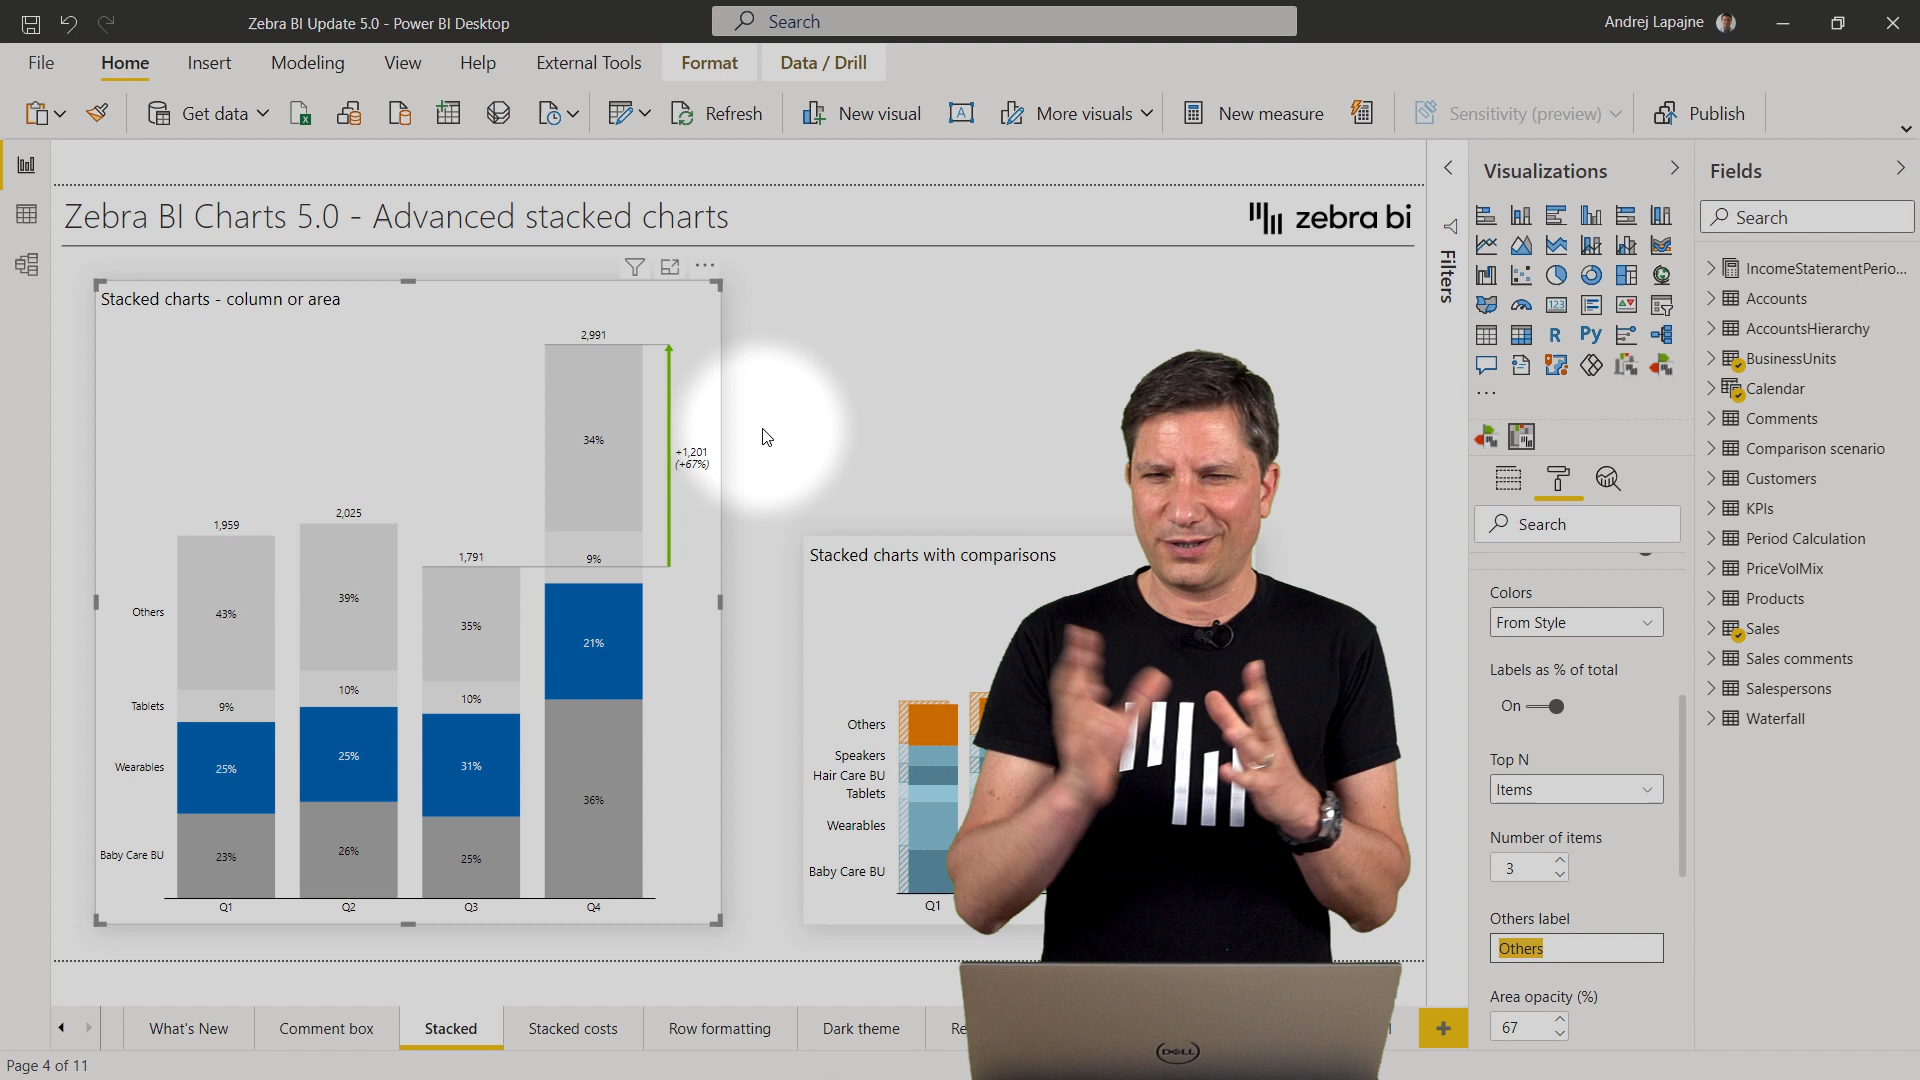 Zebra BI Update 5.0 - Power BI Desktop
Search
Andrej Lapajne
File
Home
Insert
Modeling
View
Help
External Tools
Format
Data / Drill
Get data
Refresh
New visual
More visuals
New measure
Sensitivity (preview)
Publish
Zebra BI Charts 5.0 - Advanced stacked charts
zebra bi
Stacked charts - column or area
2,991
34%
+1,201
(+67%)
1,959
2,025
1,791
9%
Others
43%
39%
35%
21%
Tablets
9%
10%
10%
Wearables
25%
25%
31%
36%
Baby Care BU
23%
26%
25%
Q1
Q2
Q3
Q4
Stacked charts with comparisons
Others
Speakers
Hair Care BU
Tablets
Wearables
Baby Care BU
Q1
DELL
Filters
Visualizations
123
R
Py
Search
Colors
From Style
Labels as % of total
On
Top N
Items
Number of items
3
Others label
Others
Area opacity (%)
67
Fields
Search
IncomeStatementPerio...
Accounts
AccountsHierarchy
BusinessUnits
Calendar
Comments
Comparison scenario
Customers
KPIs
Period Calculation
PriceVolMix
Products
Sales
Sales comments
Salespersons
Waterfall
What's New
Comment box
Stacked
Stacked costs
Row formatting
Dark theme
Re
Page 4 of 11